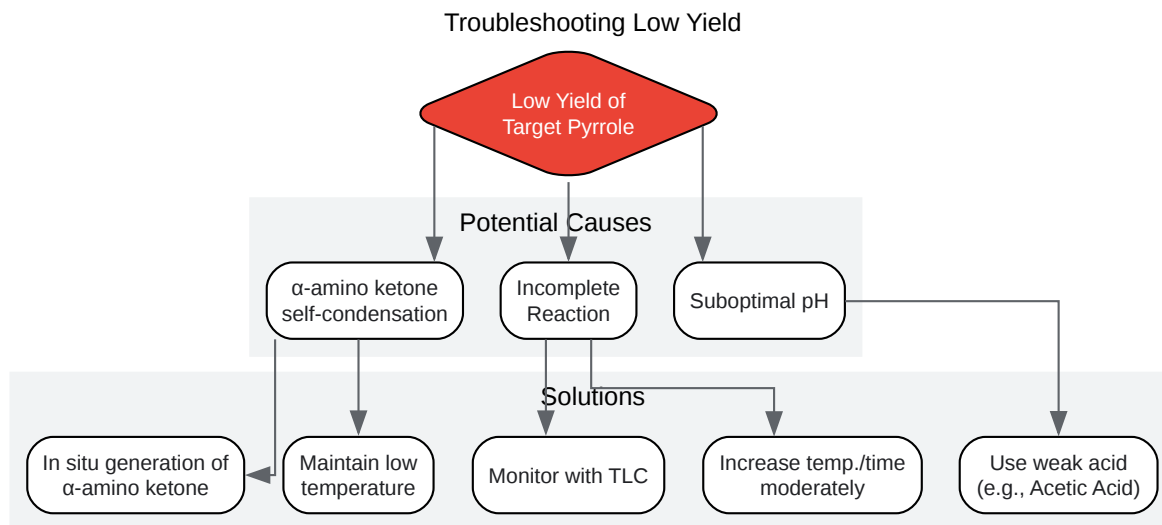 Troubleshooting Low Yield
Low Yield of
Target Pyrrole
Potential Causes
α-amino ketone
self-condensation
Incomplete
Reaction
Suboptimal pH
Solutions
In situ generation of
α-amino ketone
Maintain low
temperature
Monitor with TLC
Increase temp./time
moderately
Use weak acid
(e.g., Acetic Acid)